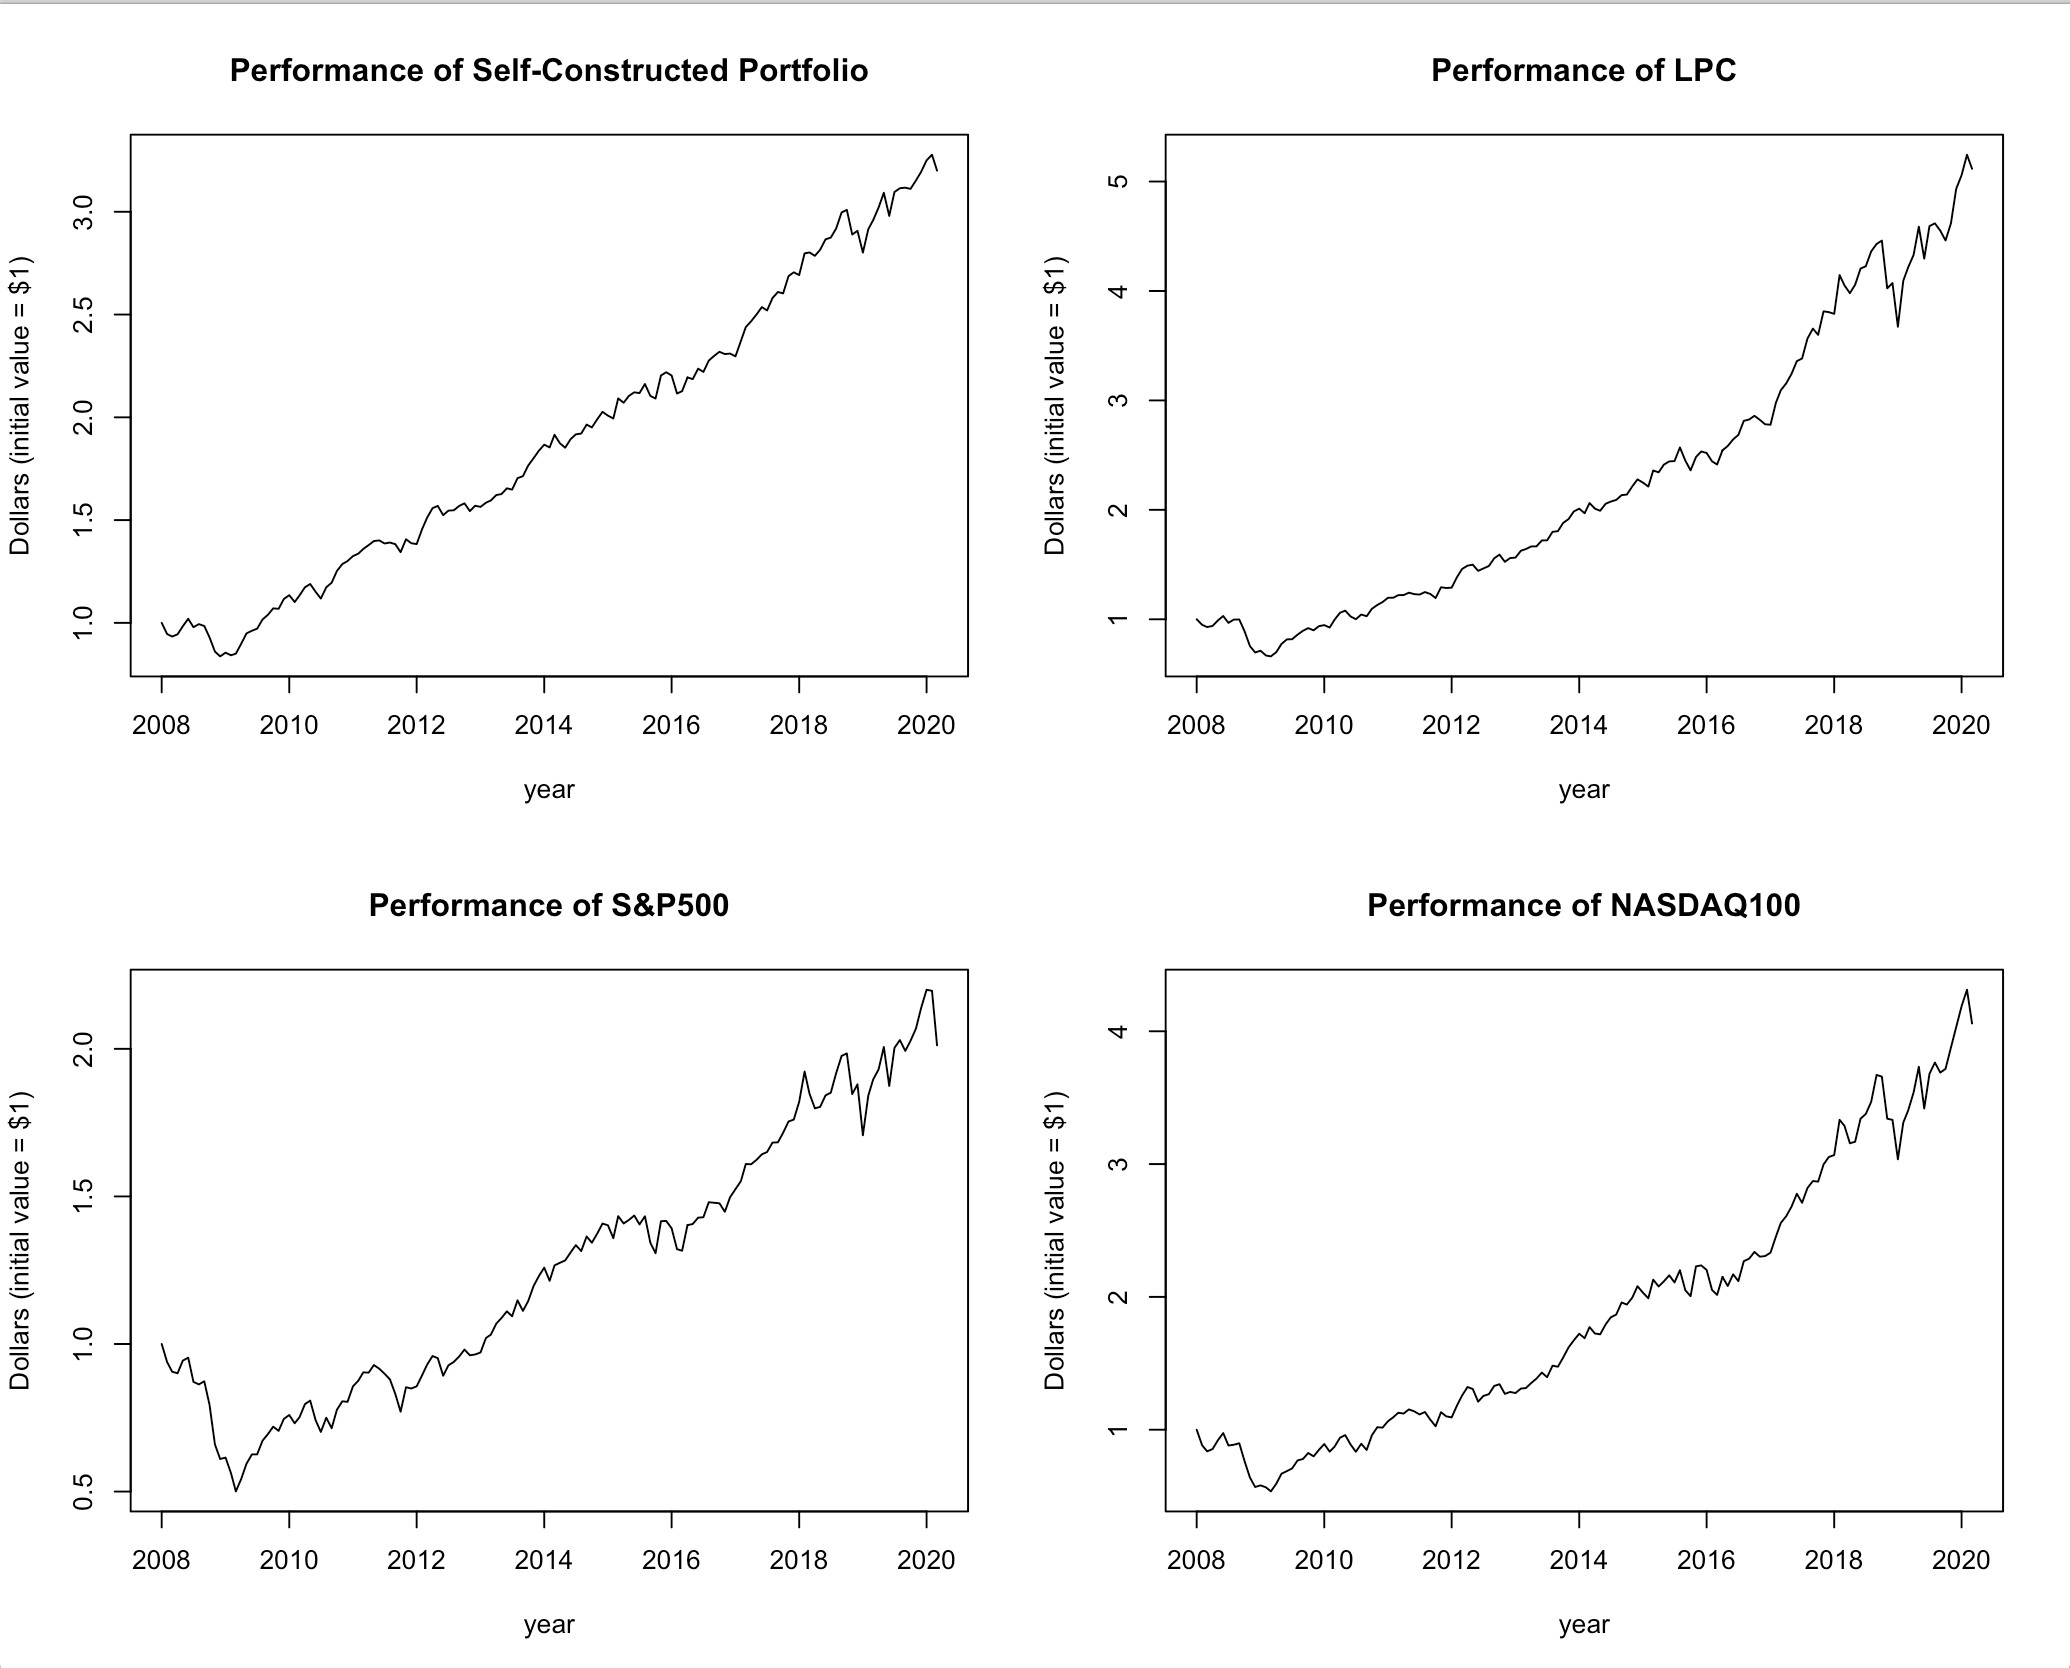 Performance of Self-Constructed Portfolio
Dollars (initial value = $1)
3.0
2.5
2.0
1.5
1.0
2008 2010 2012 2014 2016 2018 2020
year
Performance of LPC
Dollars (initial value = $1)
5
4
3
2
1
2008 2010 2012 2014 2016 2018 2020
year
Performance of S&P500
Dollars (initial value = $1)
2.0
1.5
1.0
0.5
2008 2010 2012 2014 2016 2018 2020
year
Performance of NASDAQ100
Dollars (initial value = $1)
4
3
2
1
2008 2010 2012 2014 2016 2018 2020
year